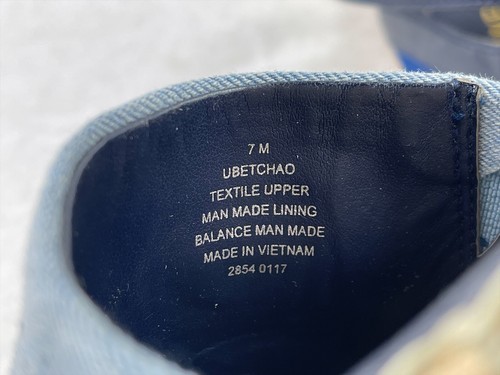 7 M
UBETCHAO
TEXTILE UPPER
MAN MADE LINING
BALANCE MAN MADE
MADE IN VIETNAM
2854 0117